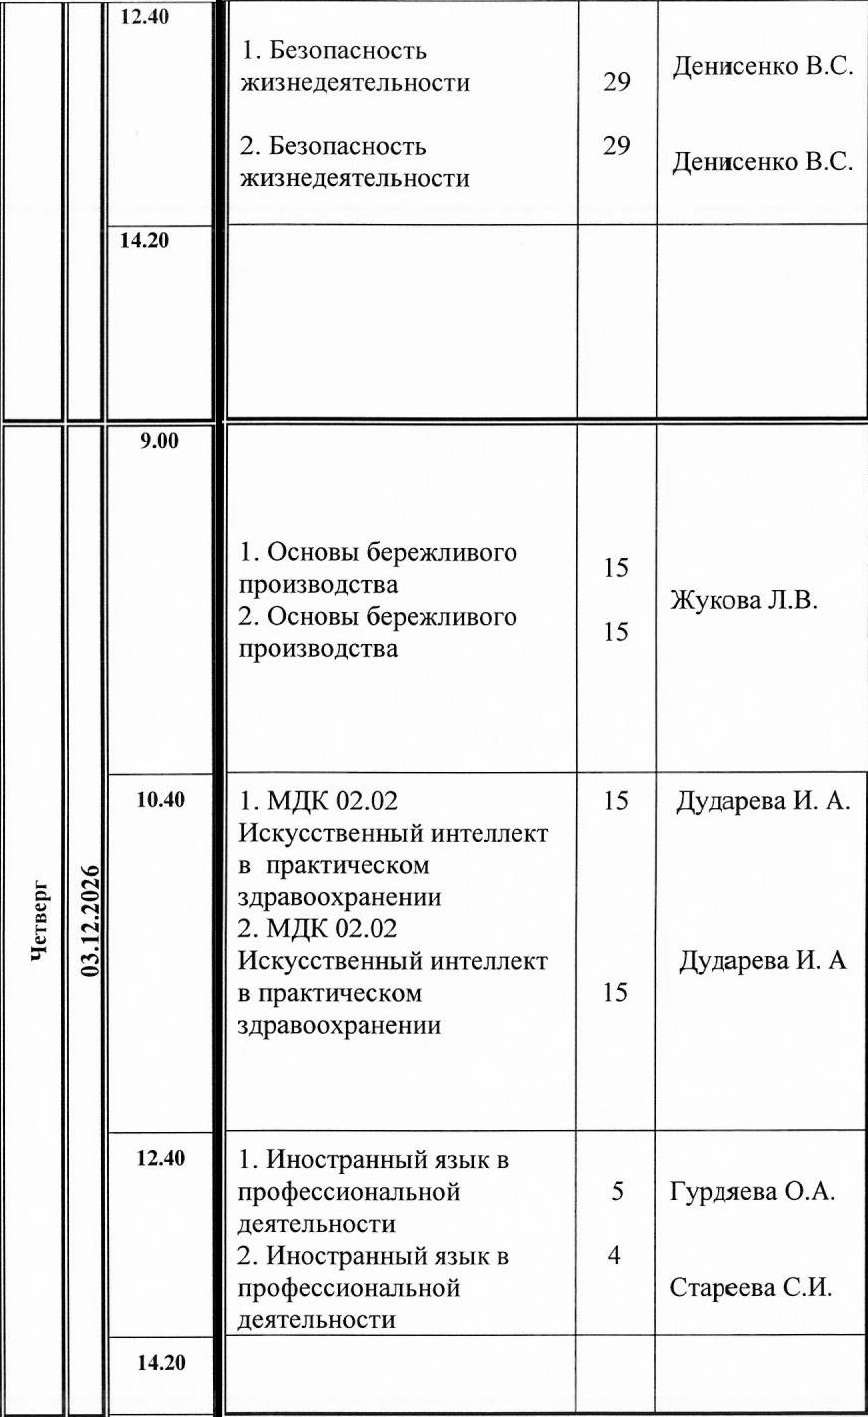 12.40
1. Безопасность
жизнедеятельности
29
Денисенко В.С.
2. Безопасность
жизнедеятельности
29
Денисенко В.С.
14.20
Четверг
03.12.2026
9.00
1. Основы бережливого
производства
15
2. Основы бережливого
производства
15
Жукова Л.В.
10.40
1. МДК 02.02
Искусственный интеллект
в практическом
здравоохранении
15
Дударева И. А.
2. МДК 02.02
Искусственный интеллект
в практическом
здравоохранении
15
Дударева И. А
12.40
1. Иностранный язык в
профессиональной
деятельности
5
Гурдяева О.А.
2. Иностранный язык в
профессиональной
деятельности
4
Стареева С.И.
14.20